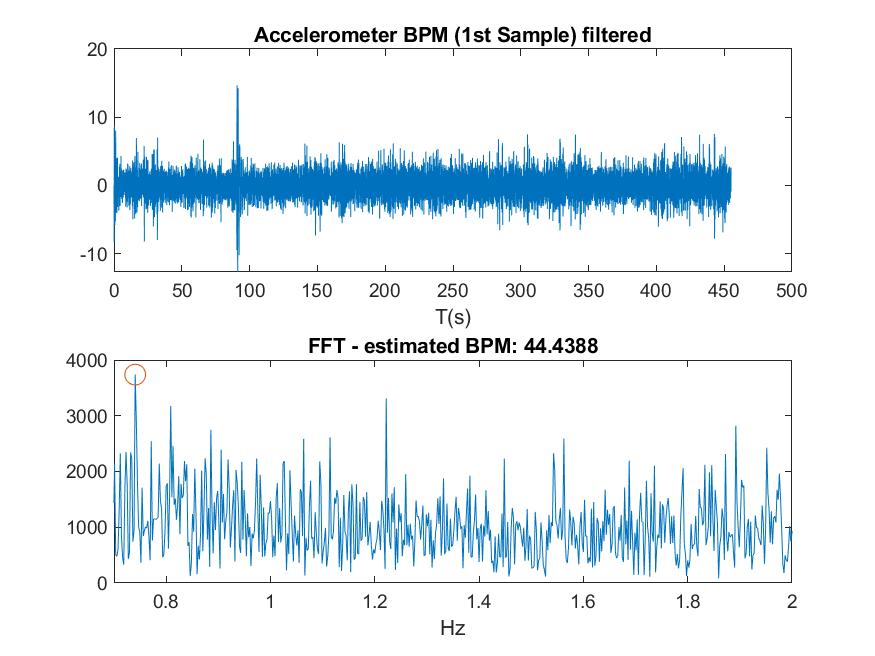 Accelerometer BPM (1st Sample) filtered
20
10
0
-10
0 50 100 150 200 250 300 350 400 450 500
T(s)
FFT - estimated BPM: 44.4388
4000
3000
2000
1000
0
0.8 1 1.2 1.4 1.6 1.8 2
Hz